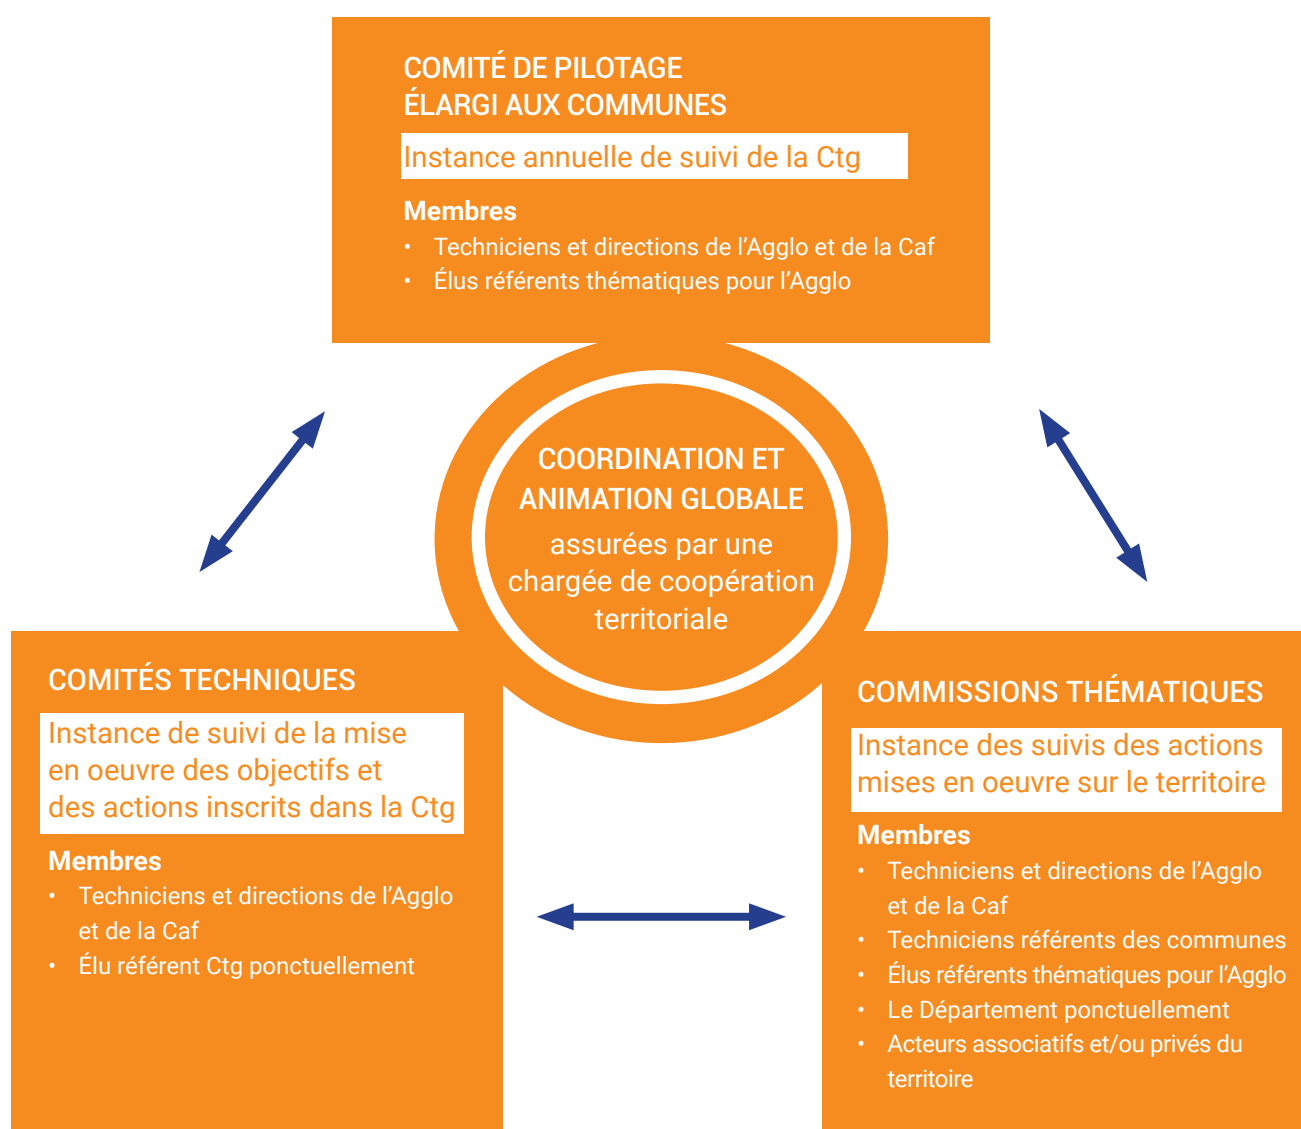 COMITÉ DE PILOTAGE
ÉLARGI AUX COMMUNES
Instance annuelle de suivi de la Ctg
Membres
• Techniciens et directions de l'Agglo et de la Caf
• Élus référents thématiques pour l'Agglo
COORDINATION ET
ANIMATION GLOBALE
assurées par une
chargée de coopération
territoriale
COMITÉS TECHNIQUES
Instance de suivi de la mise
en oeuvre des objectifs et
des actions inscrits dans la Ctg
Membres
• Techniciens et directions de l'Agglo
et de la Caf
• Élu référent Ctg ponctuellement
COMMISSIONS THÉMATIQUES
Instance des suivis des actions
mises en oeuvre sur le territoire
Membres
• Techniciens et directions de l'Agglo
et de la Caf
• Techniciens référents des communes
• Élus référents thématiques pour l'Agglo
• Le Département ponctuellement
• Acteurs associatifs et/ou privés du
territoire